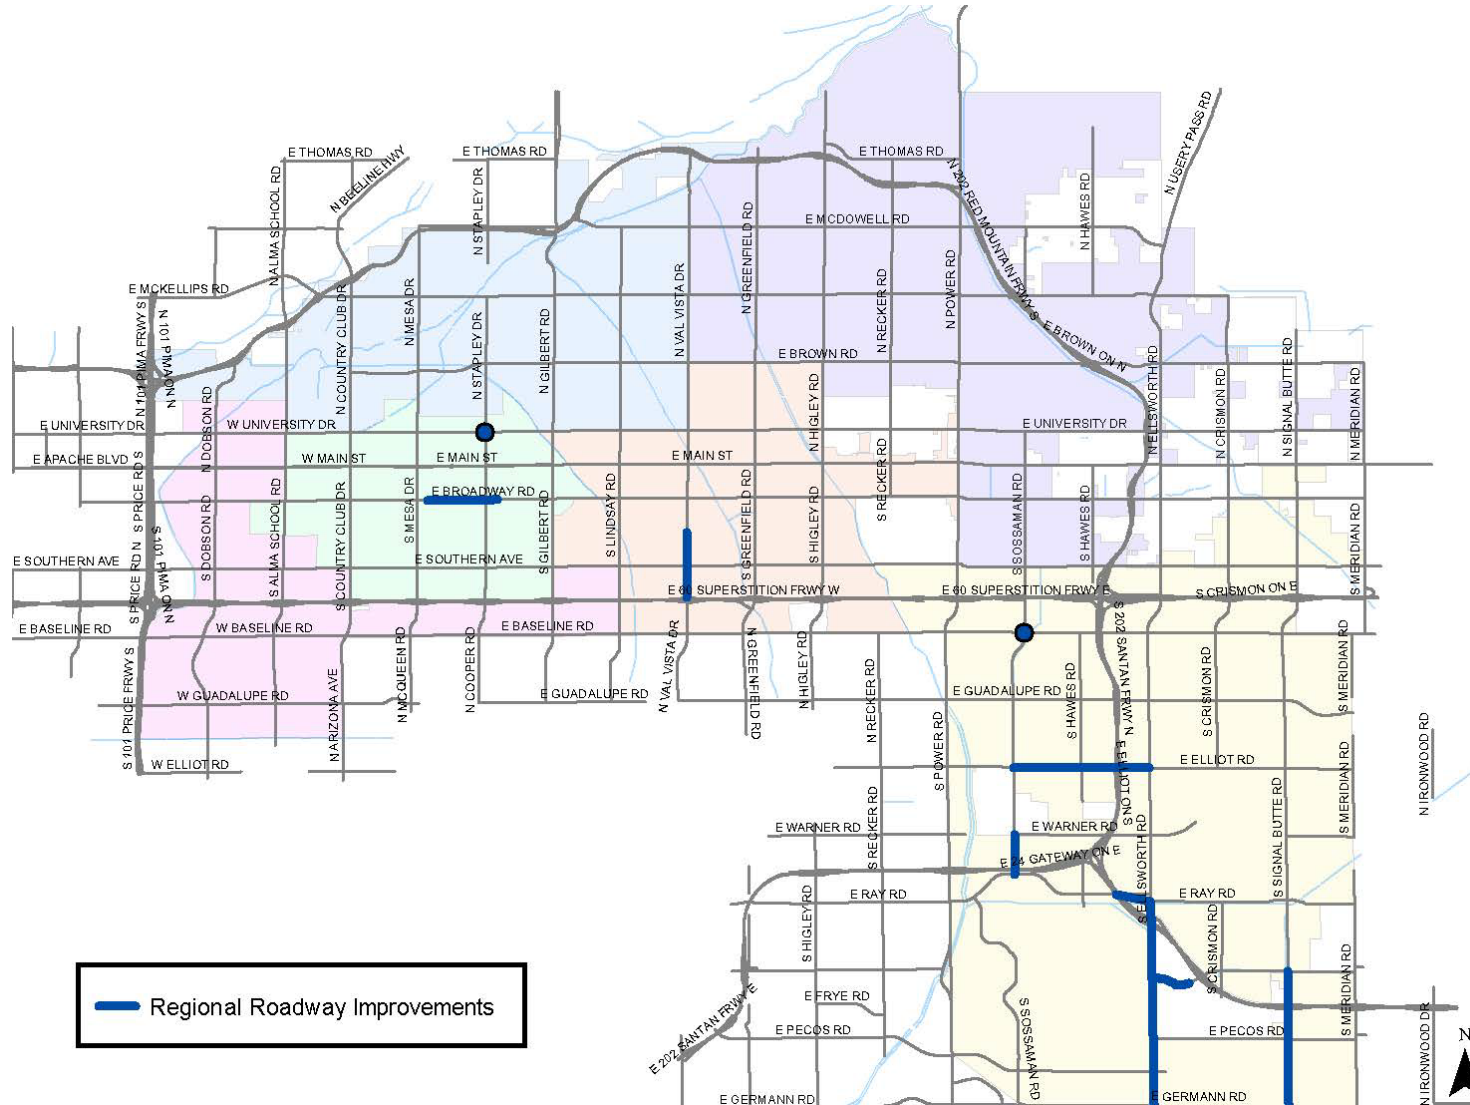 E THOMAS RD
E THOMAS RD
E THOMAS RD
N BEELINE HWY
N ALMA SCHOOL RD
N STAPLEY DR
N 202 RED MOUNTAIN FRWY S
N USERY PASS RD
N HAWES RD
E MCDOWELL RD
N GREENFIELD RD
N VAL VISTA DR
N RECKER RD
N POWER RD
E MCKELLIPS RD
N 101 PIMA FRWY S
N 101 PIMA ON N
N COUNTRY CLUB DR
N MESA DR
N STAPLEY DR
N GILBERT RD
E BROWN RD
E BROWN ON N
N ELLSWORTH RD
N CRISMON RD
N SIGNAL BUTTE RD
N MERIDIAN RD
N DOBSON RD
N HIGLEY RD
E UNIVERSITY DR
W UNIVERSITY DR
E UNIVERSITY DR
E APACHE BLVD
W MAIN ST
E MAIN ST
E MAIN ST
E BROADWAY RD
S PRICE RD S
S PRICE RD N
S 101 PIMA ON N
S DOBSON RD
S ALMA SCHOOL RD
S COUNTRY CLUB DR
S MESA DR
S GILBERT RD
S LINDSAY RD
S GREENFIELD RD
S HIGLEY RD
S RECKER RD
S SOSSAMAN RD
S HAWES RD
S MERIDIAN RD
E SOUTHERN AVE
E SOUTHERN AVE
E 60 SUPERSTITION FRWY W
E 60 SUPERSTITION FRWY E
S CRISMON ON E
E BASELINE RD
W BASELINE RD
E BASELINE RD
S 202 SANTAN FRWY N
S 101 PRICE FRWY S
W GUADALUPE RD
N ARIZONA AVE
N MCQUEEN RD
N COOPER RD
E GUADALUPE RD
N VAL VISTA DR
N GREENFIELD RD
N HIGLEY RD
N RECKER RD
E GUADALUPE RD
S HAWES RD
S CRISMON RD
S MERIDIAN RD
W ELLIOT RD
S POWER RD
E ELLIOT ON S
E ELLIOT RD
N IRONWOOD RD
S MERIDIAN RD
S SIGNAL BUTTE RD
S RECKER RD
E WARNER RD
E WARNER RD
S ELLSWORTH RD
E 24 GATEWAY ON E
E RAY RD
E RAY RD
S HIGLEY RD
S CRISMON RD
S MERIDIAN RD
E FRYE RD
E 202 SANTAN FRWY E
E PECOS RD
E PECOS RD
S SOSSAMAN RD
N IRONWOOD DR
E GERMANN RD
E GERMANN RD
Regional Roadway Improvements
N